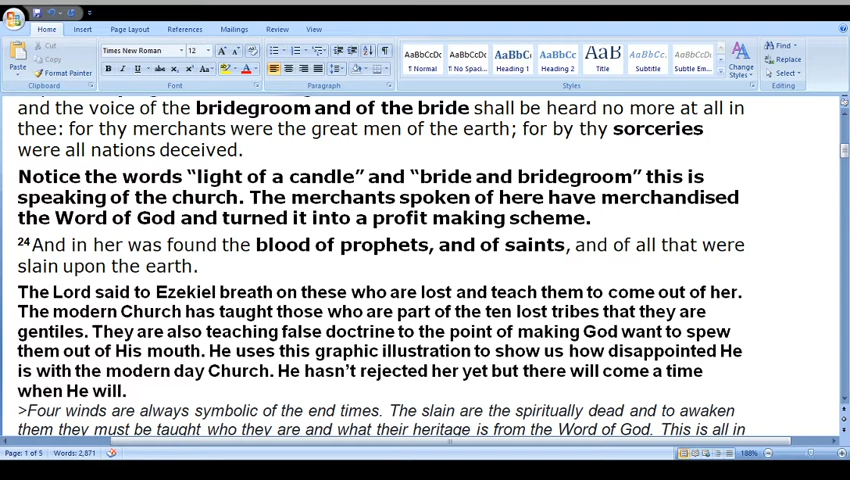 Home Insert Page Layout References Mailings Review View
Cut
Copy
Paste
Format Painter
Clipboard
Times New Roman 12
Font
Paragraph
AaBbCcDc AaBbCcDc AaBbC AaBbCc AaB AaBbCc. AaBbCcDc
¶ Normal ¶ No Spaci... Heading 1 Heading 2 Title Subtitle Subtle Em...
Change Styles
Styles
Find
Replace
Select
Editing
and the voice of the bridegroom and of the bride shall be heard no more at all in
thee: for thy merchants were the great men of the earth; for by thy sorceries
were all nations deceived.
Notice the words “light of a candle” and “bride and bridegroom” this is
speaking of the church. The merchants spoken of here have merchandised
the Word of God and turned it into a profit making scheme.
24 And in her was found the blood of prophets, and of saints, and of all that were
slain upon the earth.
The Lord said to Ezekiel breath on these who are lost and teach them to come out of her.
The modern Church has taught those who are part of the ten lost tribes that they are
gentiles. They are also teaching false doctrine to the point of making God want to spew
them out of His mouth. He uses this graphic illustration to show us how disappointed He
is with the modern day Church. He hasn’t rejected her yet but there will come a time
when He will.
>Four winds are always symbolic of the end times. The slain are the spiritually dead and to awaken
them they must be taught who they are and what their heritage is from the Word of God. This is all in
Page: 1 of 5 Words: 2,871 188%